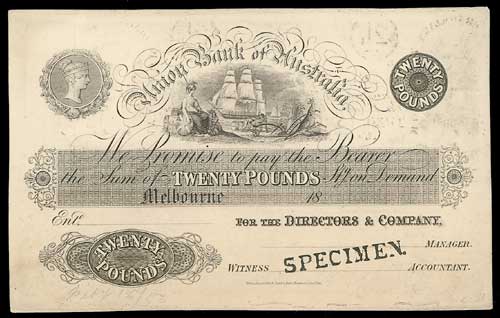 Union Bank of Australia.
TWENTY POUNDS
We Promise to pay the Bearer
the Sum of TWENTY POUNDS Stg on Demand
Melbourne 18
Entd.
FOR THE DIRECTORS & COMPANY,
TWENTY POUNDS
MANAGER.
WITNESS SPECIMEN. ACCOUNTANT.